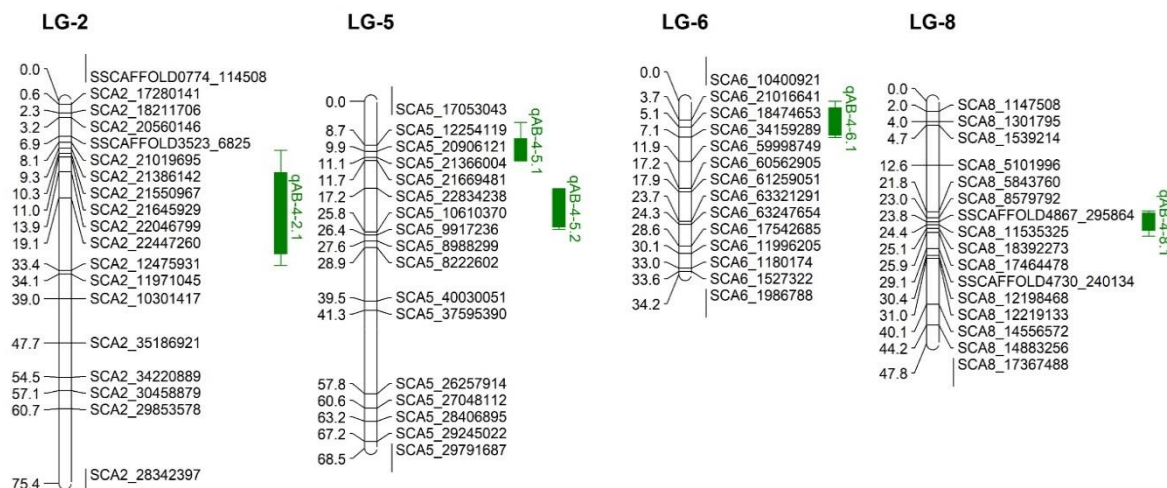 LG-2
0.0 SSCAFFOLD0774_114508
0.6 SCA2_17280141
2.3 SCA2_18211706
3.2 SCA2_20560146
6.9 SSCAFFOLD3523_6825
8.1 SCA2_21019695
9.3 SCA2_21386142
10.3 SCA2_21550967
11.0 SCA2_21645929
13.9 SCA2_22046799
19.1 SCA2_22447260
33.4 SCA2_12475931
34.1 SCA2_11971045
39.0 SCA2_10301417
47.7 SCA2_35186921
54.5 SCA2_34220889
57.1 SCA2_30458879
60.7 SCA2_29853578
75.4 SCA2_28342397
qAB-4-2.1
LG-5
0.0 SCA5_17053043
8.7 SCA5_12254119
9.9 SCA5_20906121
11.1 SCA5_21366004
11.7 SCA5_21669481
17.2 SCA5_22834238
25.8 SCA5_10610370
26.4 SCA5_9917236
27.6 SCA5_8988299
28.9 SCA5_8222602
39.5 SCA5_40030051
41.3 SCA5_37595390
57.8 SCA5_26257914
60.6 SCA5_27048112
63.2 SCA5_28406895
67.2 SCA5_29245022
68.5 SCA5_29791687
qAB-4-5.1
qAB-4-5.2
LG-6
0.0 SCA6_10400921
3.7 SCA6_21016641
5.1 SCA6_18474653
7.1 SCA6_34159289
11.9 SCA6_59998749
17.2 SCA6_60562905
17.9 SCA6_61259051
23.7 SCA6_63321291
24.3 SCA6_63247654
28.6 SCA6_17542685
30.1 SCA6_11996205
33.0 SCA6_1180174
33.6 SCA6_1527322
34.2 SCA6_1986788
qAB-4-6.1
LG-8
0.0
2.0 SCA8_1147508
4.0 SCA8_1301795
4.7 SCA8_1539214
12.6 SCA8_5101996
21.8 SCA8_5843760
23.0 SCA8_8579792
23.8 SSCAFFOLD4867_295864
24.4 SCA8_11535325
25.1 SCA8_18392273
25.9 SCA8_17464478
29.1 SSCAFFOLD4730_240134
30.4 SCA8_12198468
31.0 SCA8_12219133
40.1 SCA8_14556572
44.2 SCA8_14883256
47.8 SCA8_17367488
qAB-4-8.1